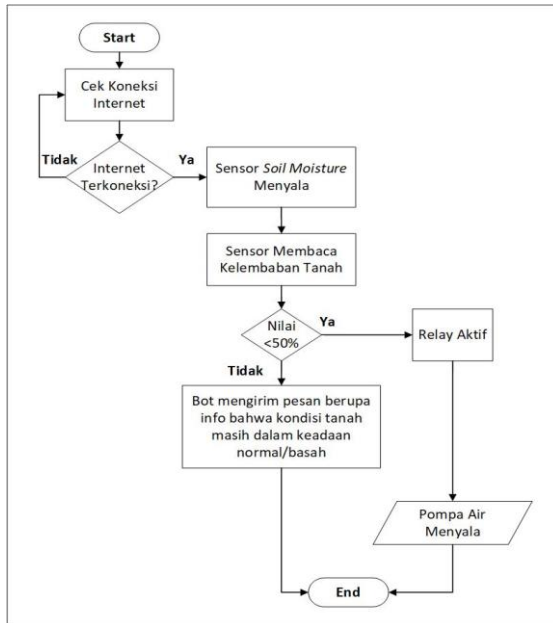 Start
Cek Koneksi
Internet
Tidak
Internet
Terkoneksi?
Ya
Sensor Soil Moisture
Menyala
Sensor Membaca
Kelembaban Tanah
Nilai
<50%
Ya
Relay Aktif
Tidak
Bot mengirim pesan berupa
info bahwa kondisi tanah
masih dalam keadaan
normal/basah
Pompa Air
Menyala
End